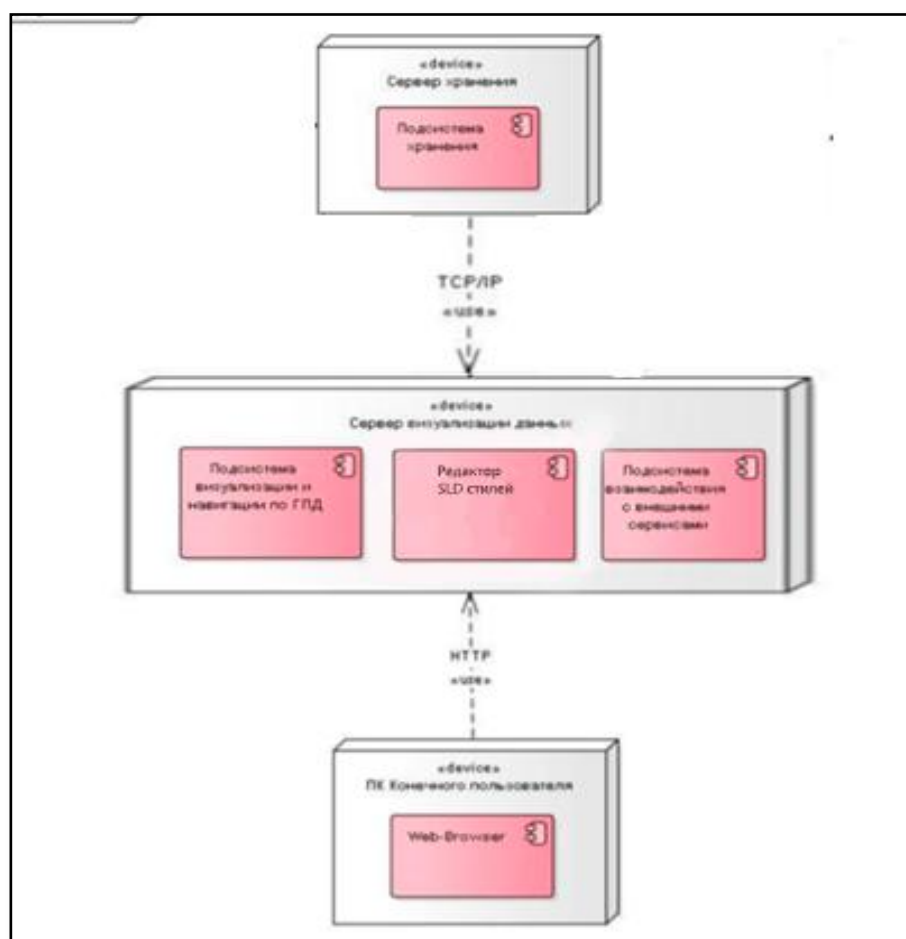 «device»
Сервер хранения
Подсистема
хранения
TCP/IP
«use»
«device»
Сервер визуализации данных
Подсистема
визуализации и
навигации по ГПД
Редактор
SLD стилей
Подсистема
взаимодействия
с внешними
сервисами
HTTP
«use»
«device»
ПК Конечного пользователя
Web-Browser